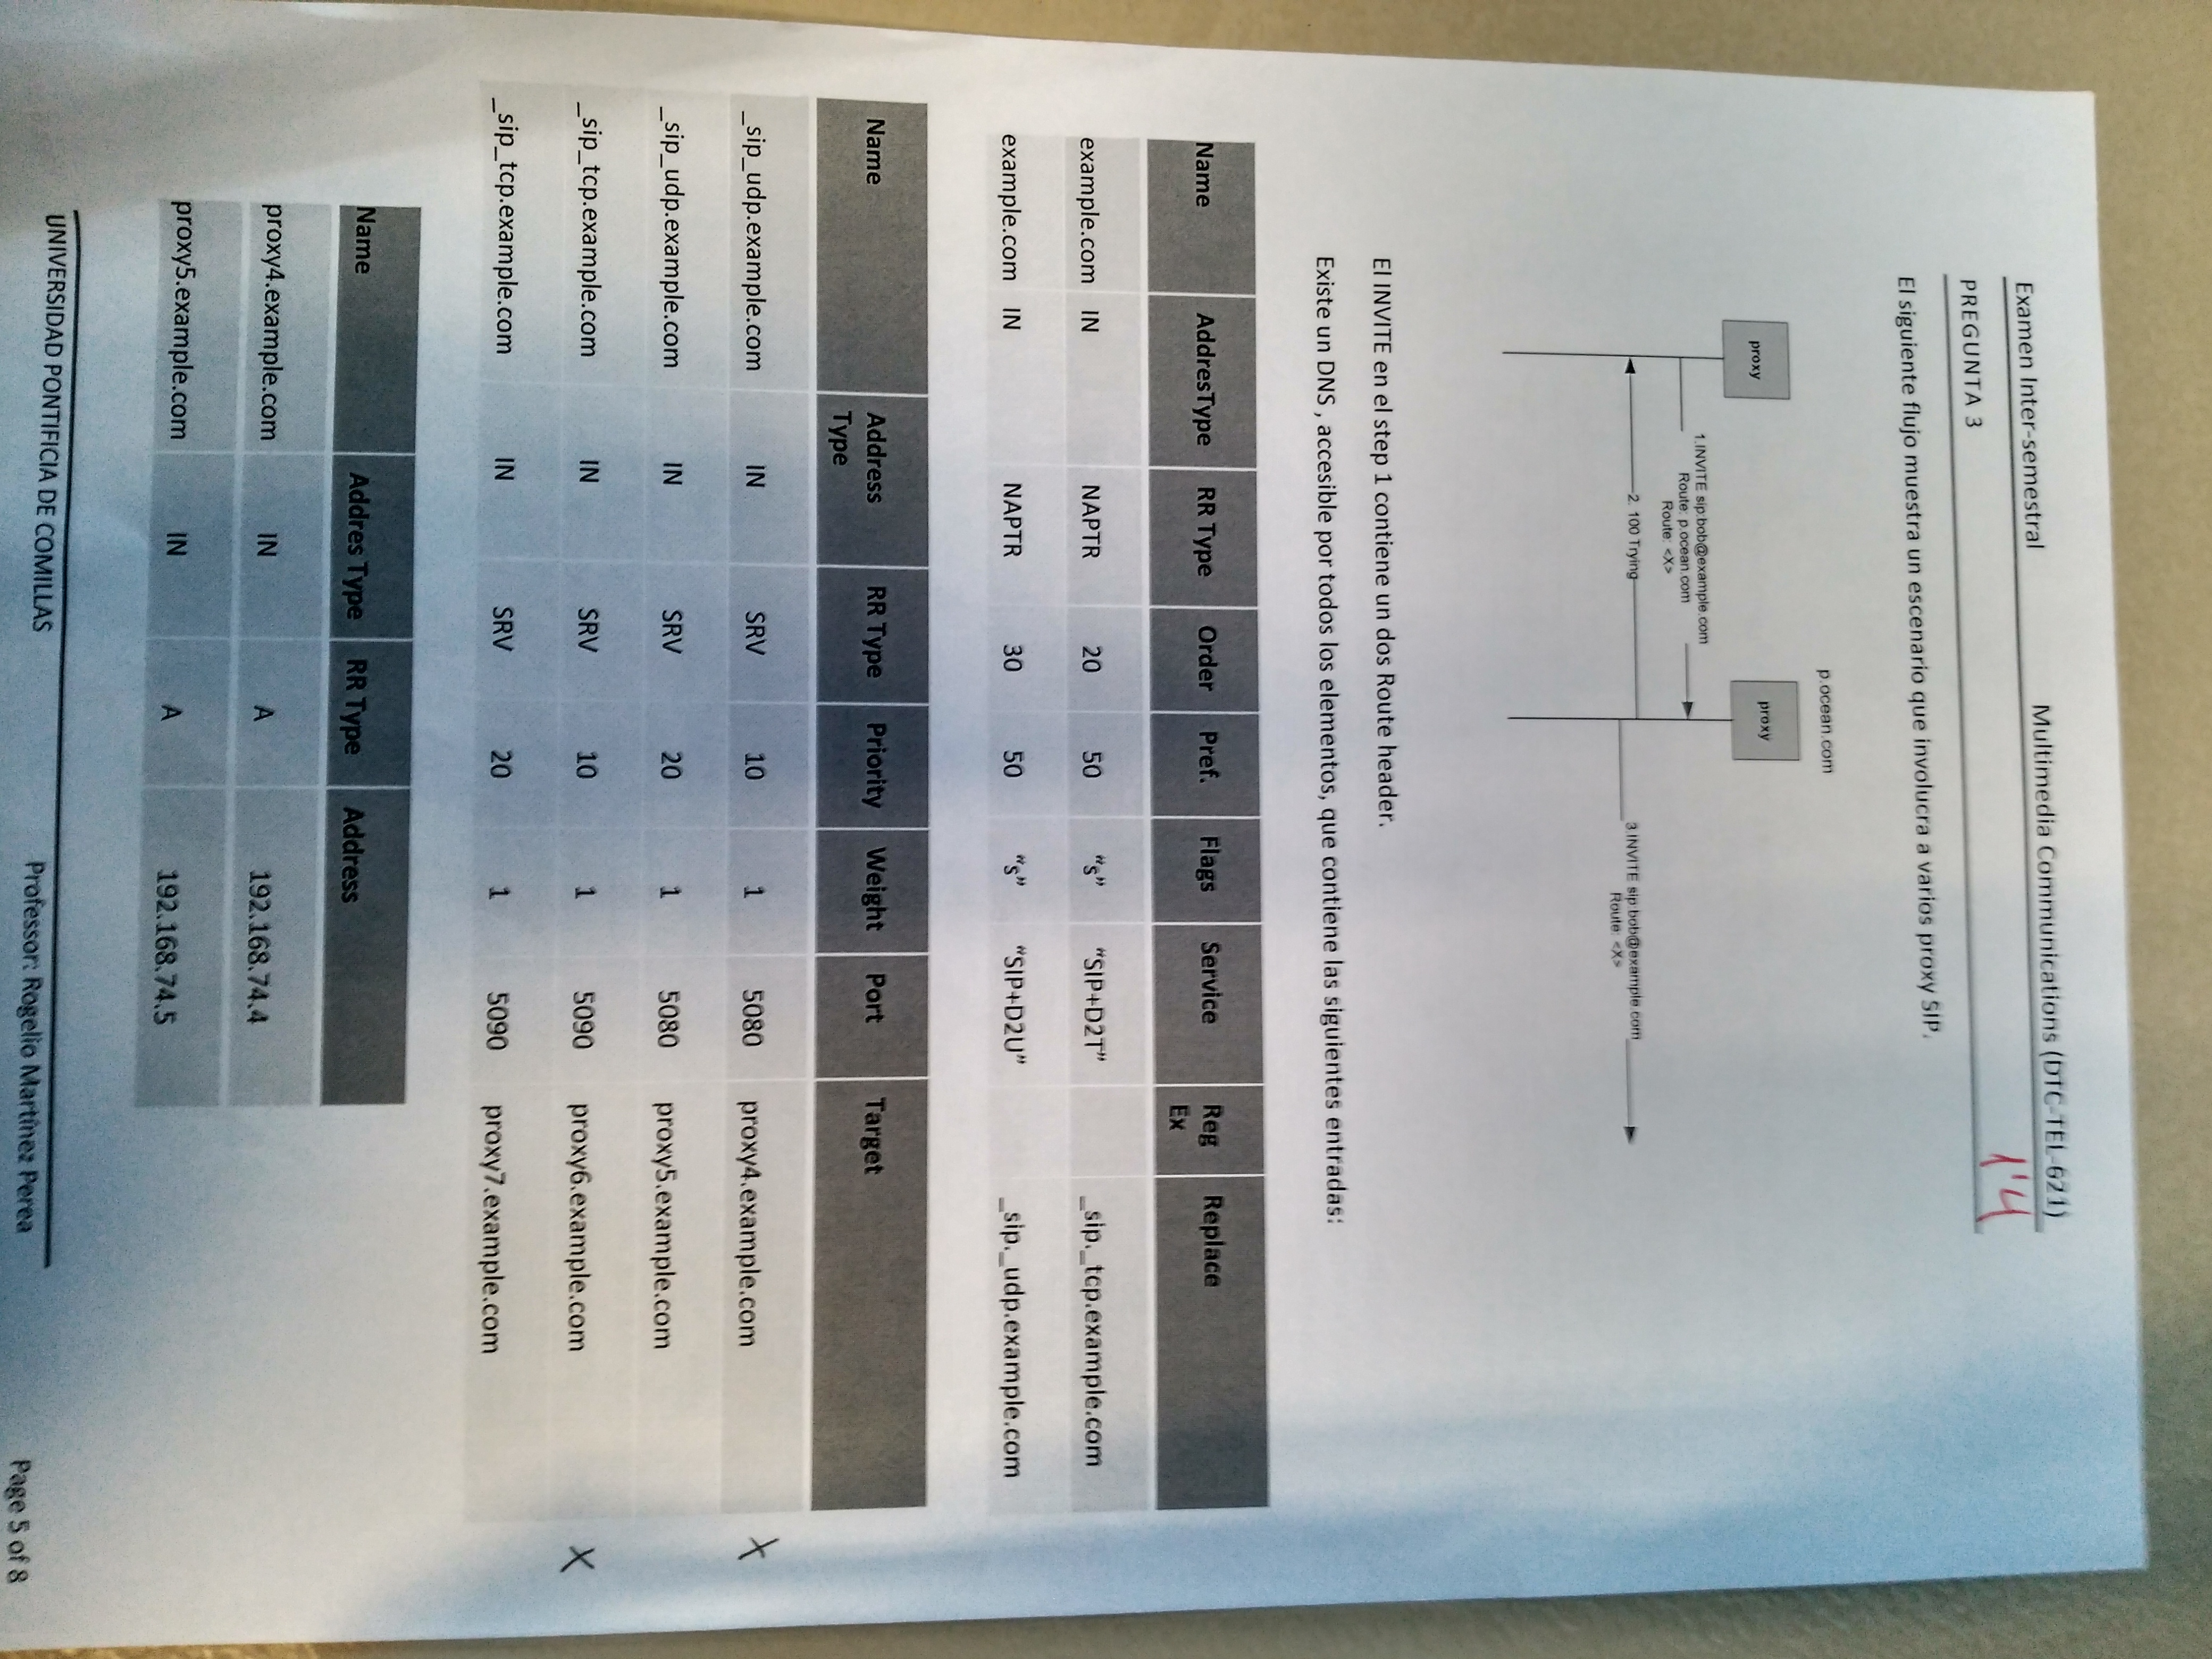 Examen Inter-semestral Multimedia Communications (DTC-TEL-621)
1'4
PREGUNTA 3
El siguiente flujo muestra un escenario que involucra a varios proxy SIP.
p.ocean.com
proxy proxy
1.INVITE sip:bob@example.com
Route: p.ocean.com
Route: <X>
2. 100 Trying 3.INVITE sip:bob@example.com
Route: <X>
El INVITE en el step 1 contiene un dos Route header.
Existe un DNS , accesible por todos los elementos, que contiene las siguientes entradas:
Name AddresType RR Type Order Pref. Flags Service Reg Replace
Ex
example.com IN NAPTR 20 50 “s” “SIP+D2T” _sip._tcp.example.com
example.com IN NAPTR 30 50 “s” “SIP+D2U” _sip._udp.example.com
Name Address RR Type Priority Weight Port Target
Type
_sip_udp.example.com IN SRV 10 1 5080 proxy4.example.com X
_sip_udp.example.com IN SRV 20 1 5080 proxy5.example.com
_sip_tcp.example.com IN SRV 10 1 5090 proxy6.example.com X
_sip_tcp.example.com IN SRV 20 1 5090 proxy7.example.com
Name Addres Type RR Type Address
proxy4.example.com IN A 192.168.74.4
proxy5.example.com IN A 192.168.74.5
UNIVERSIDAD PONTIFICIA DE COMILLAS Professor: Rogelio Martínez Perea Page 5 of 8